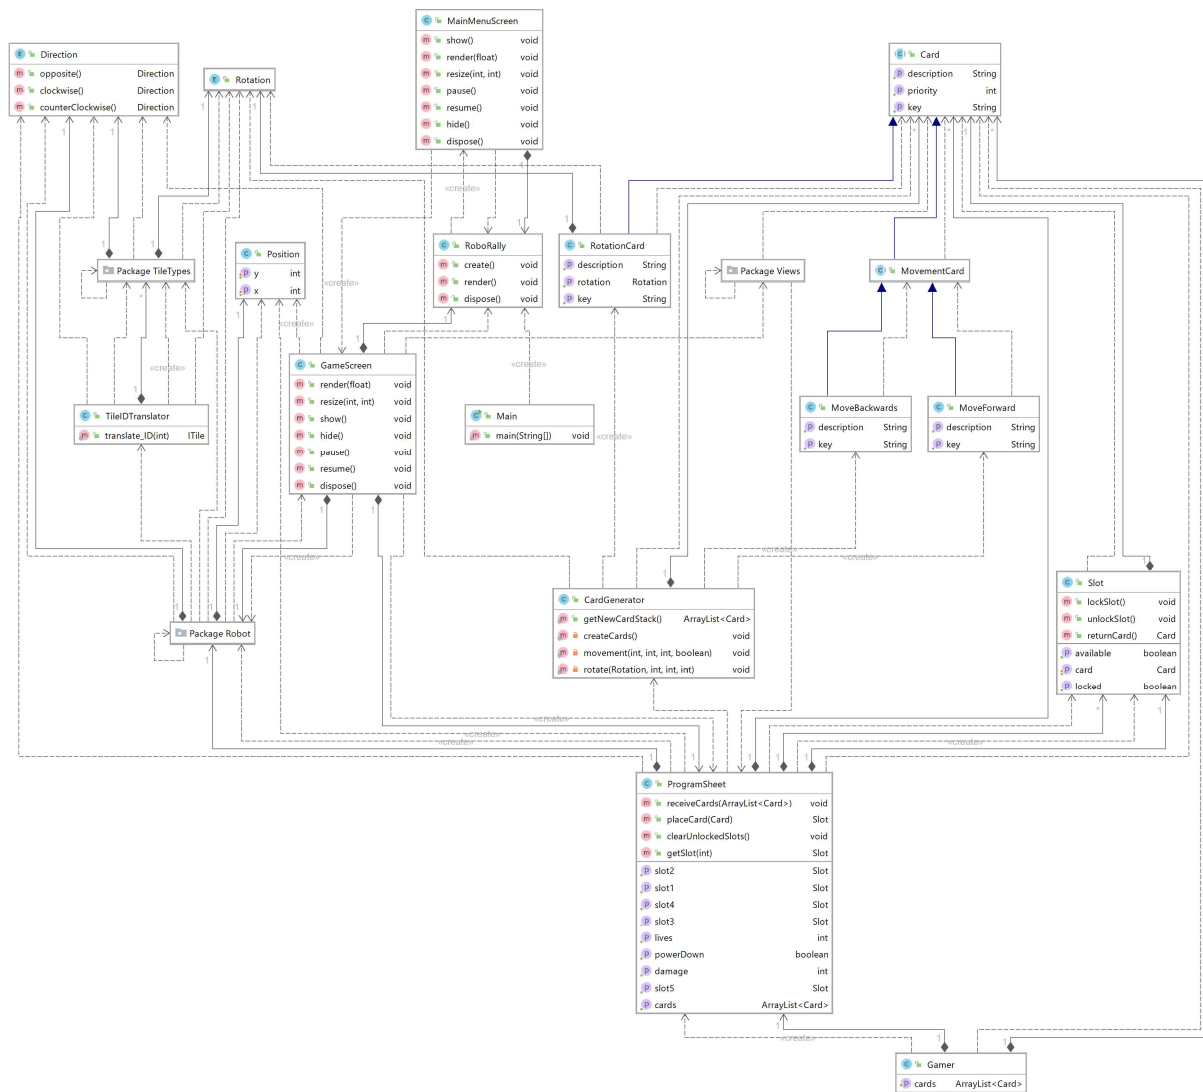 MainMenuScreen
show() void
render(float) void
resize(int, int) void
pause() void
resume() void
hide() void
dispose() void
Direction
opposite() Direction
clockwise() Direction
counterClockwise() Direction
Rotation
Card
description String
priority int
key String
«create»
RoboRally
create() void
render() void
dispose() void
RotationCard
description String
rotation Rotation
key String
Position
y int
x int
Package TileTypes
Package Views
MovementCard
«create»
«create»
GameScreen
render(float) void
resize(int, int) void
show() void
hide() void
pause() void
resume() void
dispose() void
«create»
«create»
TileIDTranslator
translate_ID(int) ITile
Main
main(String[]) void
«create»
MoveBackwards
description String
key String
MoveForward
description String
key String
«create»
«create»
«create»
CardGenerator
getNewCardStack() ArrayList<Card>
createCards() void
movement(int, int, int, boolean) void
rotate(Rotation, int, int, int) void
Slot
lockSlot() void
unlockSlot() void
returnCard() Card
available boolean
card Card
locked boolean
Package Robot
«create»
«create»
«create»
«create»
ProgramSheet
receiveCards(ArrayList<Card>) void
placeCard(Card) Slot
clearUnlockedSlots() void
getSlot(int) Slot
slot2 Slot
slot1 Slot
slot4 Slot
slot3 Slot
lives int
powerDown boolean
damage int
slot5 Slot
cards ArrayList<Card>
«create»
Gamer
cards ArrayList<Card>